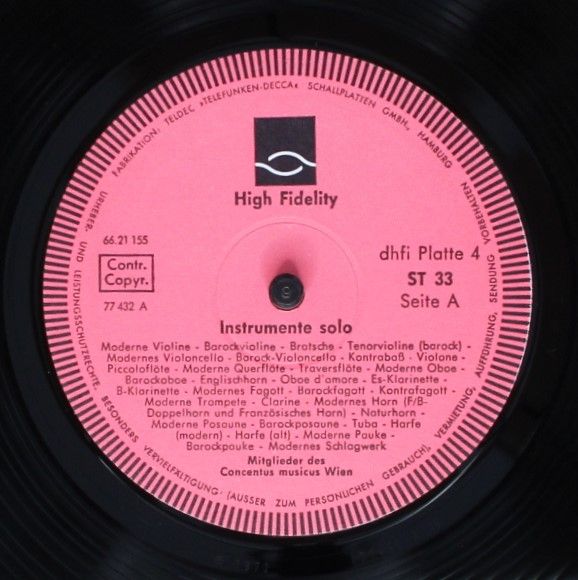 FABRIKATION: TELDEC »TELEFUNKEN-DECCA« SCHALLPLATTEN GMBH., HAMBURG
URHEBER- UND LEISTUNGSSCHUTZRECHTE, BESONDERS VERVIELFÄLTIGUNG: (AUSSER ZUM PERSÖNLICHEN GEBRAUCH), VERMIETUNG, AUFFÜHRUNG, SENDUNG VORBEHALTEN
High Fidelity
66.21 155
Contr.
Copyr.
77 432 A
dhfi Platte 4
ST 33
Seite A
Instrumente solo
Moderne Violine - Barockvioline - Bratsche - Tenorvioline (barock) -
Modernes Violoncello - Barock-Violoncello - Kontrabaß - Violone -
Piccoloflöte - Moderne Querflöte - Traversflöte - Moderne Oboe -
Barockoboe - Englischhorn - Oboe d'amore - Es-Klarinette -
B-Klarinette - Modernes Fagott - Barockfagott - Kontrafagott -
Moderne Trompete - Clarine - Modernes Horn (F/B-
Doppelhorn und Französisches Horn) - Naturhorn -
Moderne Posaune - Barockposaune - Tuba - Harfe
(modern) - Harfe (alt) - Moderne Pauke -
Barockpauke - Modernes Schlagwerk
Mitglieder des
Concentus musicus Wien